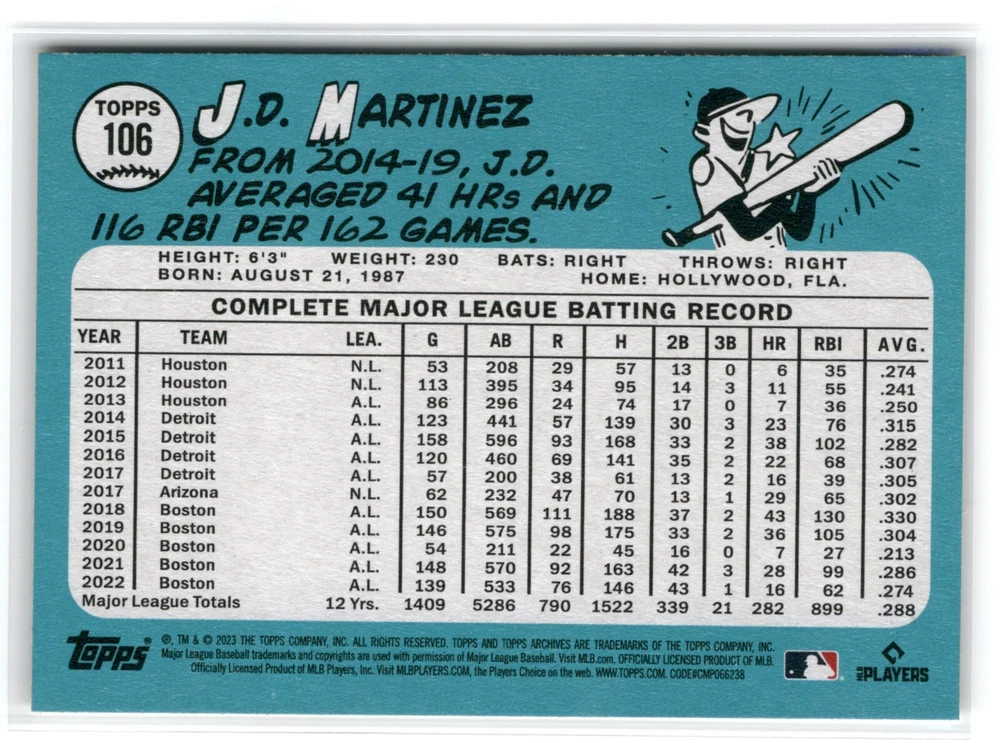 TOPPS
106
J.D. MARTINEZ
FROM 2014-19, J.D.
AVERAGED 41 HRs AND
116 RBI PER 162 GAMES.
HEIGHT: 6'3" WEIGHT: 230 BATS: RIGHT THROWS: RIGHT
BORN: AUGUST 21, 1987 HOME: HOLLYWOOD, FLA.
COMPLETE MAJOR LEAGUE BATTING RECORD
YEAR TEAM LEA. G AB R H 2B 3B HR RBI AVG.
2011 Houston N.L. 53 208 29 57 13 0 6 35 .274
2012 Houston N.L. 113 395 34 95 14 3 11 55 .241
2013 Houston A.L. 86 296 24 74 17 0 7 36 .250
2014 Detroit A.L. 123 441 57 139 30 3 23 76 .315
2015 Detroit A.L. 158 596 93 168 33 2 38 102 .282
2016 Detroit A.L. 120 460 69 141 35 2 22 68 .307
2017 Detroit A.L. 57 200 38 61 13 2 16 39 .305
2017 Arizona N.L. 62 232 47 70 13 1 29 65 .302
2018 Boston A.L. 150 569 111 188 37 2 43 130 .330
2019 Boston A.L. 146 575 98 175 33 2 36 105 .304
2020 Boston A.L. 54 211 22 45 16 0 7 27 .213
2021 Boston A.L. 148 570 92 163 42 3 28 99 .286
2022 Boston A.L. 139 533 76 146 43 1 16 62 .274
Major League Totals 12 Yrs. 1409 5286 790 1522 339 21 282 899 .288
Topps® ®, TM & © 2023 THE TOPPS COMPANY, INC. ALL RIGHTS RESERVED. TOPPS AND TOPPS ARCHIVES ARE TRADEMARKS OF THE TOPPS COMPANY, INC.
Major League Baseball trademarks and copyrights are used with permission of Major League Baseball. Visit MLB.com. OFFICIALLY LICENSED PRODUCT OF MLB.
Officially Licensed Product of MLB Players, Inc. Visit MLBPLAYERS.COM, the Players Choice on the web. WWW.TOPPS.COM. CODE#CMP066238
MLB PLAYERS